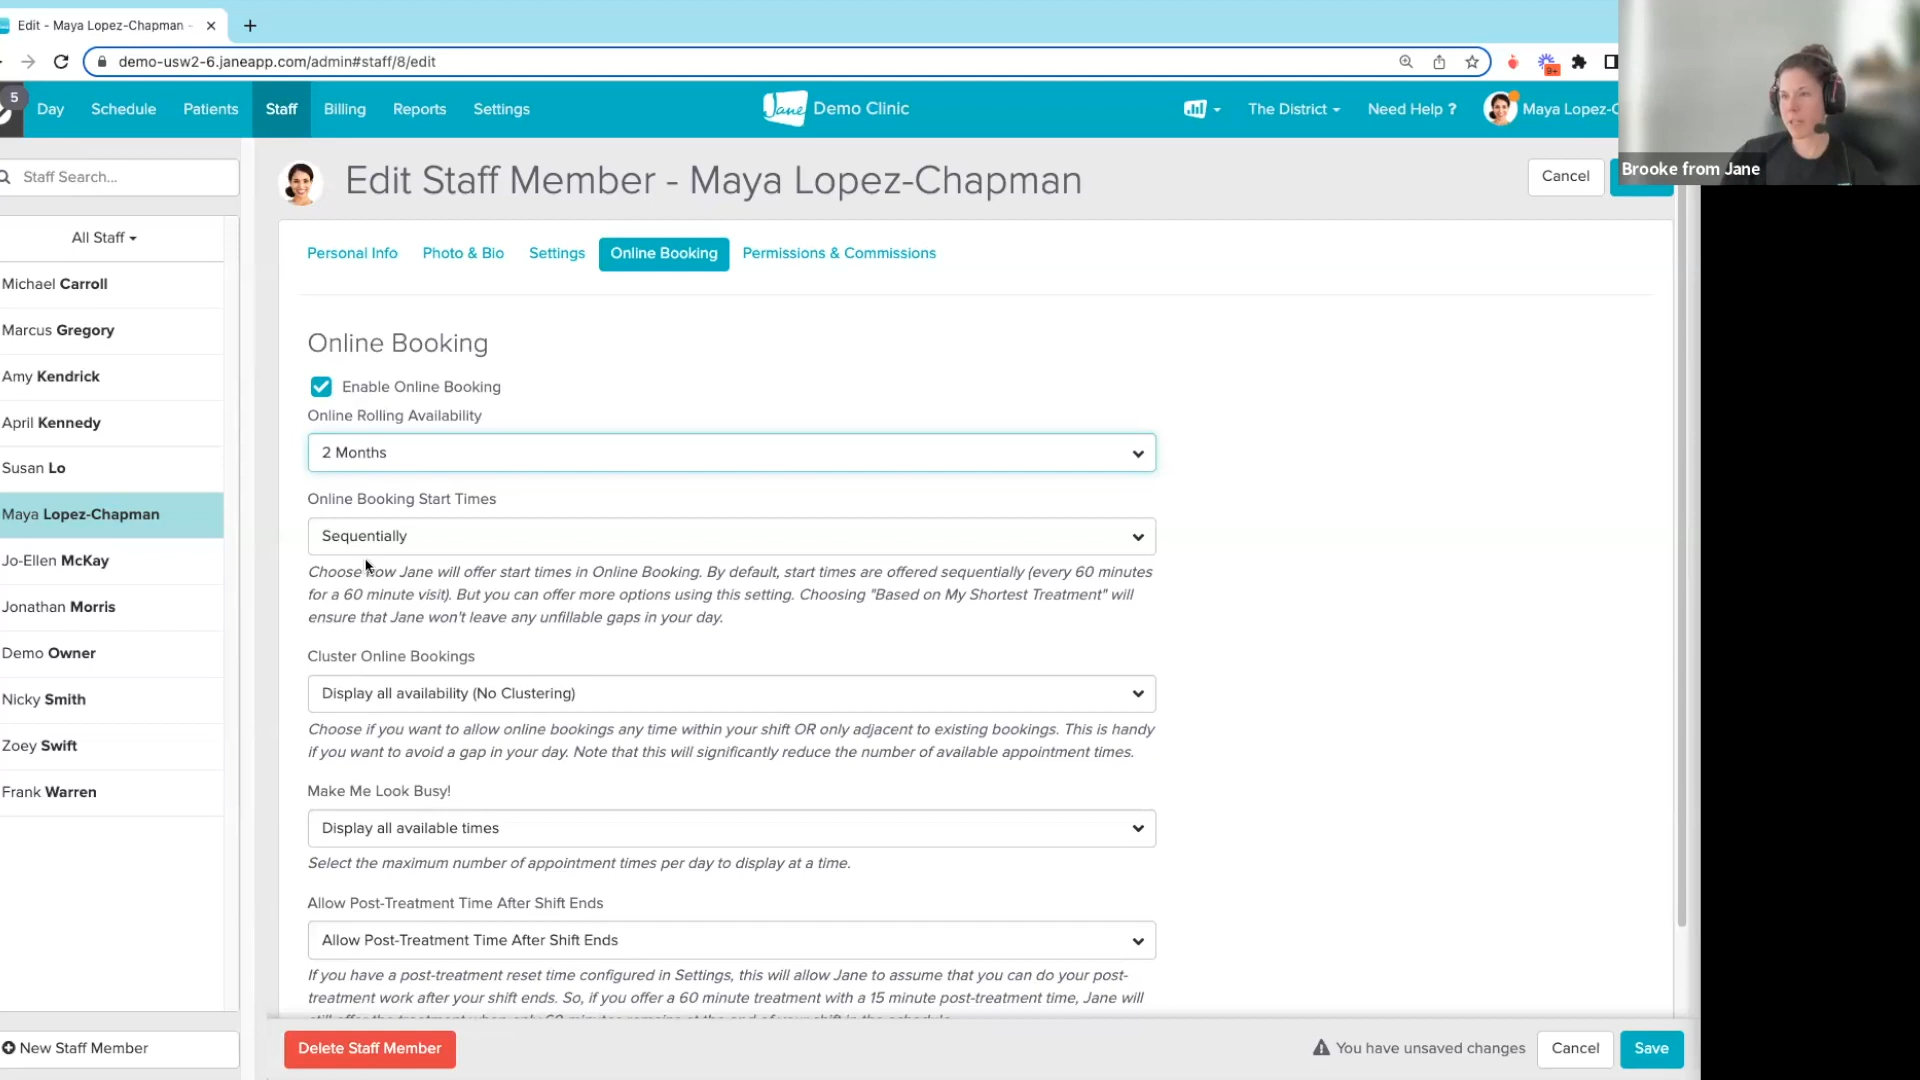 Edit - Maya Lopez-Chapman -
demo-usw2-6.janeapp.com/admin#staff/8/edit
9+
5
Day
Schedule
Patients
Staff
Billing
Reports
Settings
Jane
Demo Clinic
The District
Need Help ?
Maya Lopez-C
Brooke from Jane
Staff Search...
All Staff
Michael Carroll
Marcus Gregory
Amy Kendrick
April Kennedy
Susan Lo
Maya Lopez-Chapman
Jo-Ellen McKay
Jonathan Morris
Demo Owner
Nicky Smith
Zoey Swift
Frank Warren
New Staff Member
Edit Staff Member - Maya Lopez-Chapman
Cancel
Personal Info
Photo & Bio
Settings
Online Booking
Permissions & Commissions
Online Booking
Enable Online Booking
Online Rolling Availability
2 Months
Online Booking Start Times
Sequentially
Choose how Jane will offer start times in Online Booking. By default, start times are offered sequentially (every 60 minutes
for a 60 minute visit). But you can offer more options using this setting. Choosing "Based on My Shortest Treatment" will
ensure that Jane won't leave any unfillable gaps in your day.
Cluster Online Bookings
Display all availability (No Clustering)
Choose if you want to allow online bookings any time within your shift OR only adjacent to existing bookings. This is handy
if you want to avoid a gap in your day. Note that this will significantly reduce the number of available appointment times.
Make Me Look Busy!
Display all available times
Select the maximum number of appointment times per day to display at a time.
Allow Post-Treatment Time After Shift Ends
Allow Post-Treatment Time After Shift Ends
If you have a post-treatment reset time configured in Settings, this will allow Jane to assume that you can do your post-
treatment work after your shift ends. So, if you offer a 60 minute treatment with a 15 minute post-treatment time, Jane will
Delete Staff Member
You have unsaved changes
Cancel
Save